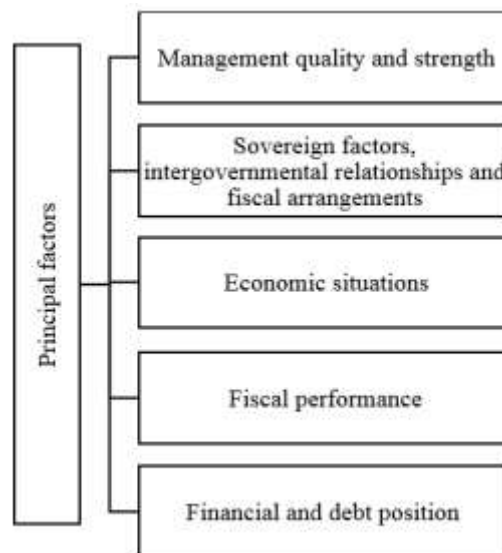 Principal factors
Management quality and strength
Sovereign factors,
intergovernmental relationships and
fiscal arrangements
Economic situations
Fiscal performance
Financial and debt position